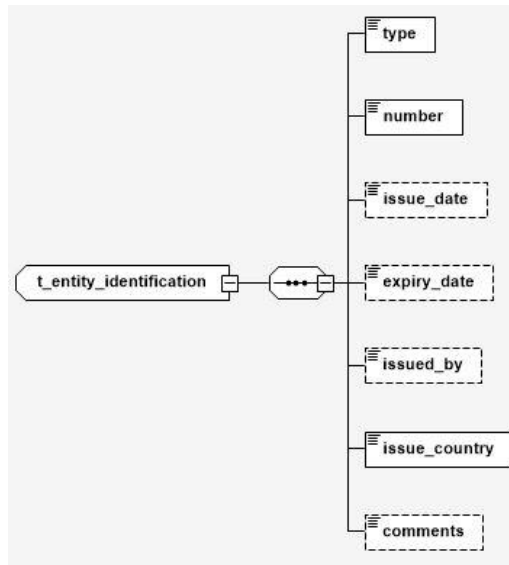 type
number
issue_date
t_entity_identification
expiry_date
issued_by
issue_country
comments